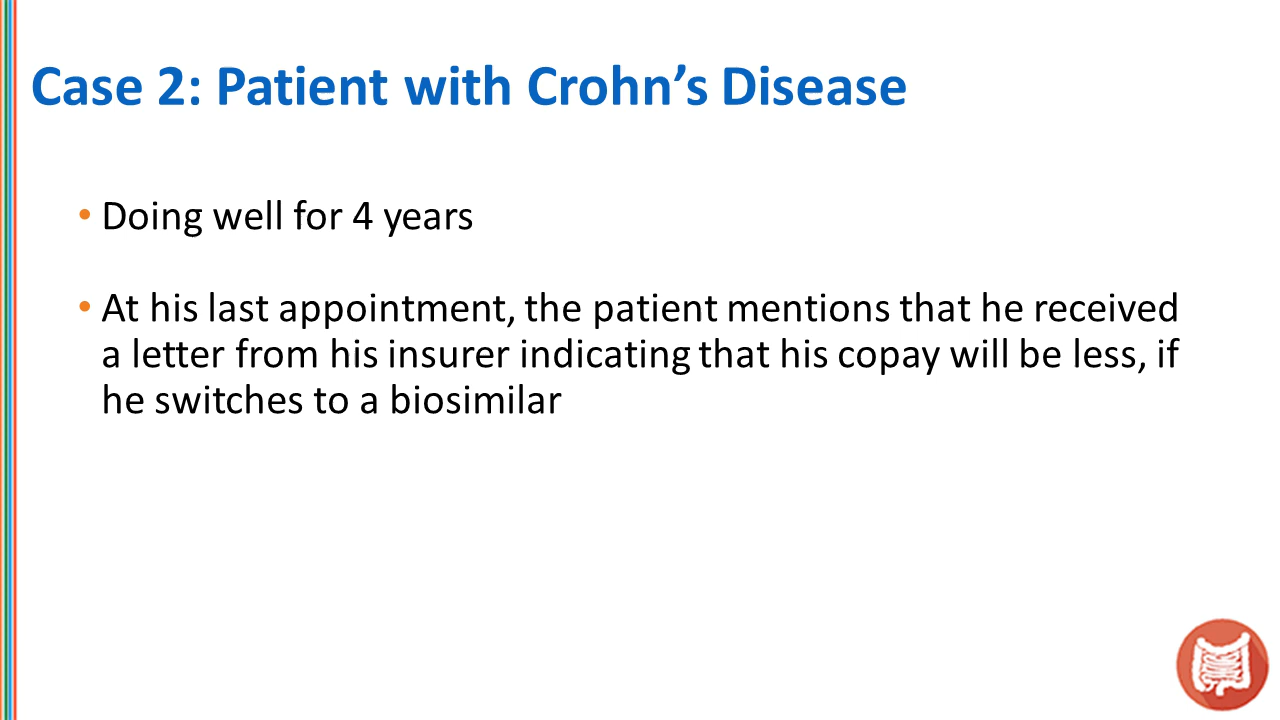 Case 2: Patient with Crohn’s Disease
• Doing well for 4 years
• At his last appointment, the patient mentions that he received
a letter from his insurer indicating that his copay will be less, if
he switches to a biosimilar